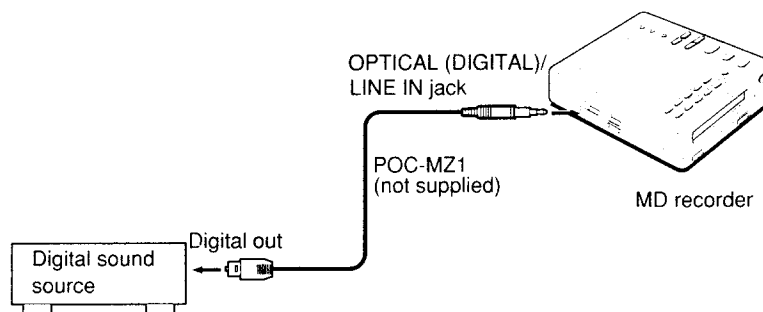 OPTICAL (DIGITAL)/
LINE IN jack
POC-MZ1
(not supplied)
MD recorder
Digital out
Digital sound
source